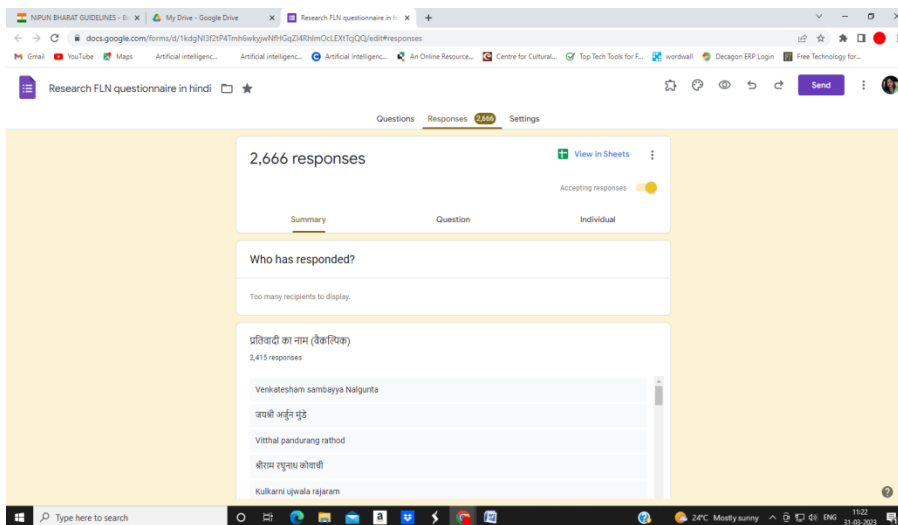 NIPUN BHARAT GUIDELINES - B
My Drive - Google Drive
Research FLN questionnaire in hi
docs.google.com/forms/d/1kdgNI3f2tP4Tmh6wkyjwNfHGqZI4RhImOcLEXtTcjQQ/edit#responses
Gmail
YouTube
Maps
Artificial intelligenc...
Artificial intelligenc...
Artificial Intelligenc...
An Online Resource...
Centre for Cultural...
Top Tech Tools for F...
wordwall
Decagon ERP Login
Free Technology for...
Research FLN questionnaire in hindi
Send
Questions
Responses 2,666
Settings
2,666 responses
View in Sheets
Accepting responses
Summary
Question
Individual
Who has responded?
Too many recipients to display.
प्रतिवादी का नाम (वैकल्पिक)
2,415 responses
Venkatesham sambayya Nalgunta
जयश्री अर्जुन मुंडे
Vitthal pandurang rathod
श्रीराम रघुनाथ कोवाची
Kulkarni ujwala rajaram
Type here to search
24°C Mostly sunny
ENG
11:22
31-03-2023